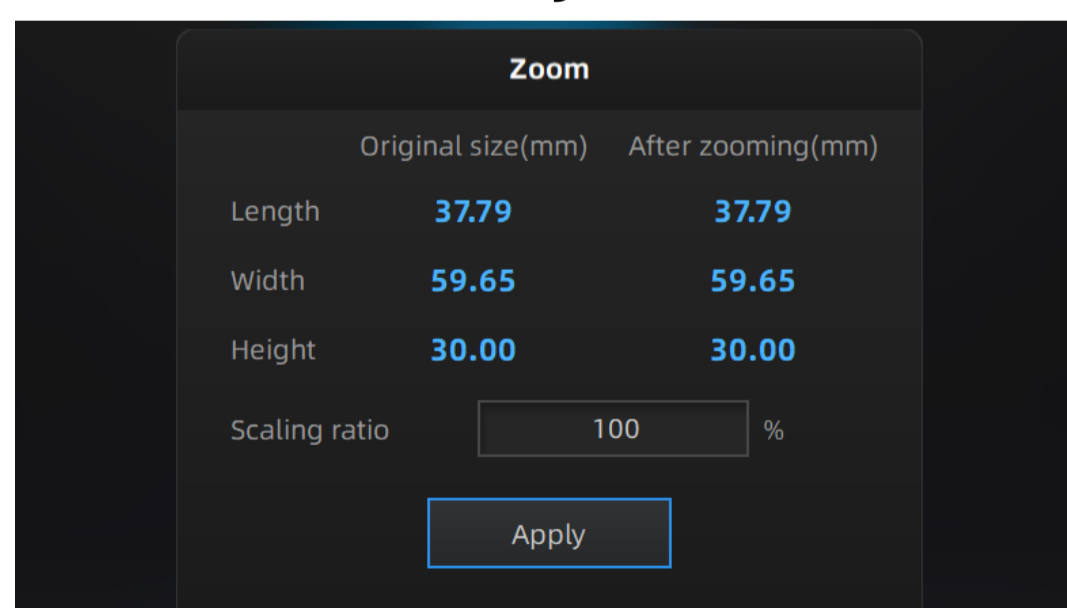 Zoom
Original size(mm) After zooming(mm)
Length 37.79 37.79
Width 59.65 59.65
Height 30.00 30.00
Scaling ratio 100 %
Apply